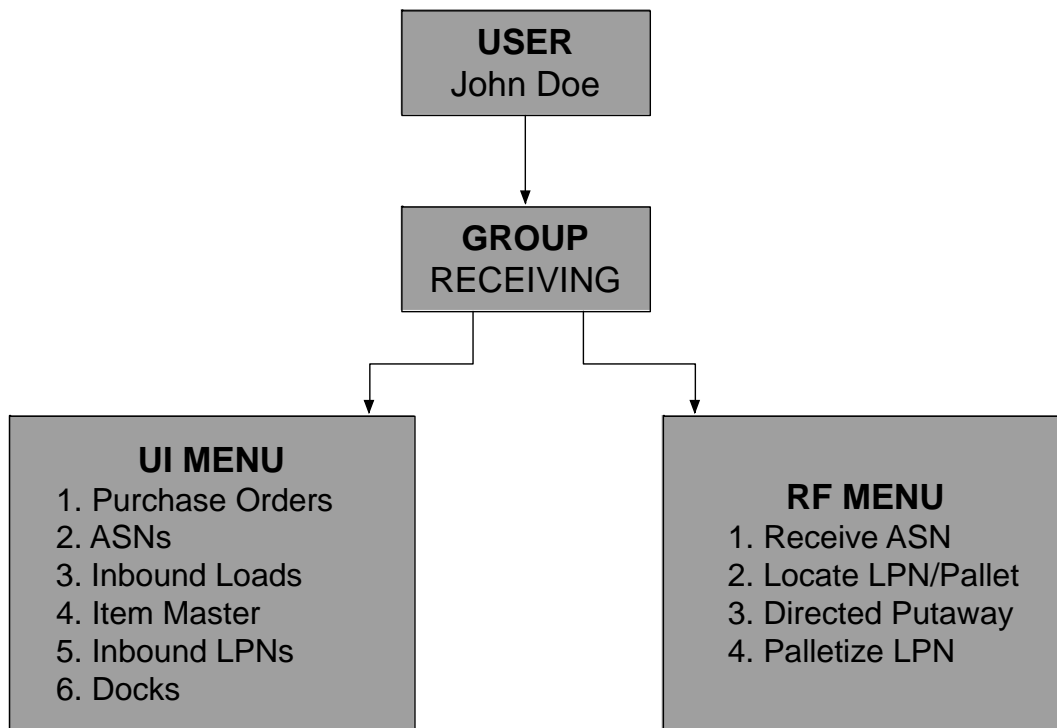 USER
John Doe
GROUP
RECEIVING
UI MENU
1. Purchase Orders
2. ASNs
3. Inbound Loads
4. Item Master
5. Inbound LPNs
6. Docks
RF MENU
1. Receive ASN
2. Locate LPN/Pallet
3. Directed Putaway
4. Palletize LPN